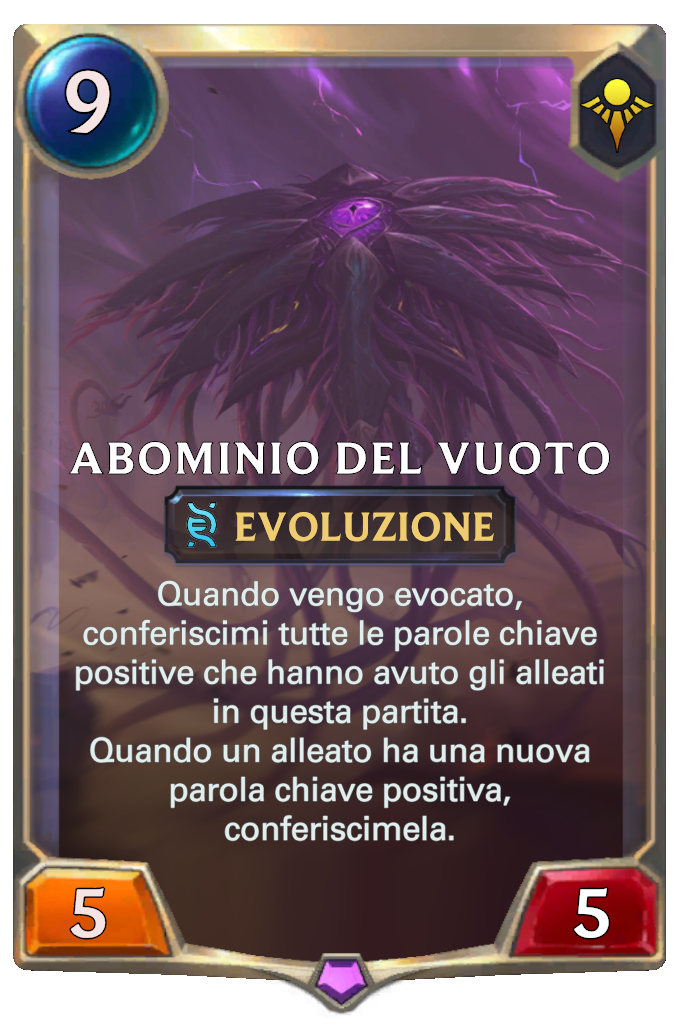 9
ABOMINIO DEL VUOTO
EVOLUZIONE
Quando vengo evocato,
conferiscimi tutte le parole chiave
positive che hanno avuto gli alleati
in questa partita.
Quando un alleato ha una nuova
parola chiave positiva,
conferiscimela.
5 5